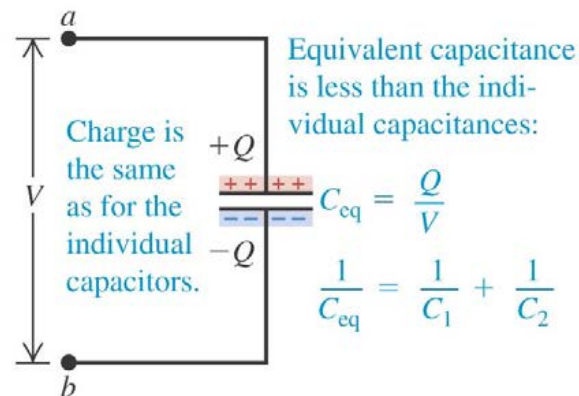 a
Equivalent capacitance
is less than the indi-
vidual capacitances:
Charge is
the same
as for the
individual
capacitors.
V
+Q
++ ++
−− −−
−Q
C_eq = Q/V
1/C_eq = 1/C_1 + 1/C_2
b